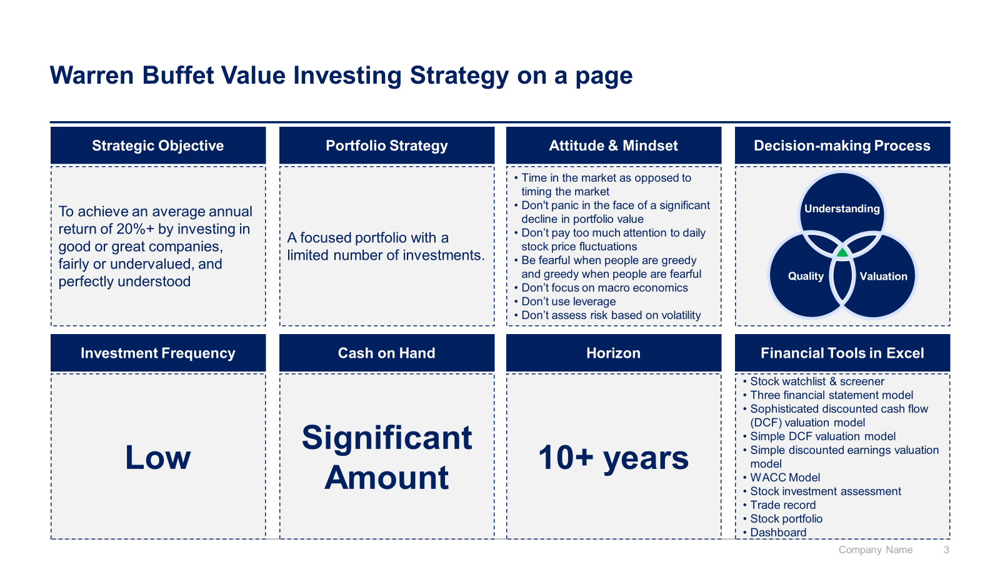 Warren Buffet Value Investing Strategy on a page
Strategic Objective
To achieve an average annual
return of 20%+ by investing in
good or great companies,
fairly or undervalued, and
perfectly understood
Portfolio Strategy
A focused portfolio with a
limited number of investments.
Attitude & Mindset
• Time in the market as opposed to
timing the market
• Don't panic in the face of a significant
decline in portfolio value
• Don’t pay too much attention to daily
stock price fluctuations
• Be fearful when people are greedy
and greedy when people are fearful
• Don’t focus on macro economics
• Don’t use leverage
• Don’t assess risk based on volatility
Decision-making Process
Understanding
Quality
Valuation
Investment Frequency
Low
Cash on Hand
Significant
Amount
Horizon
10+ years
Financial Tools in Excel
• Stock watchlist & screener
• Three financial statement model
• Sophisticated discounted cash flow
(DCF) valuation model
• Simple DCF valuation model
• Simple discounted earnings valuation
model
• WACC Model
• Stock investment assessment
• Trade record
• Stock portfolio
• Dashboard
Company Name
3